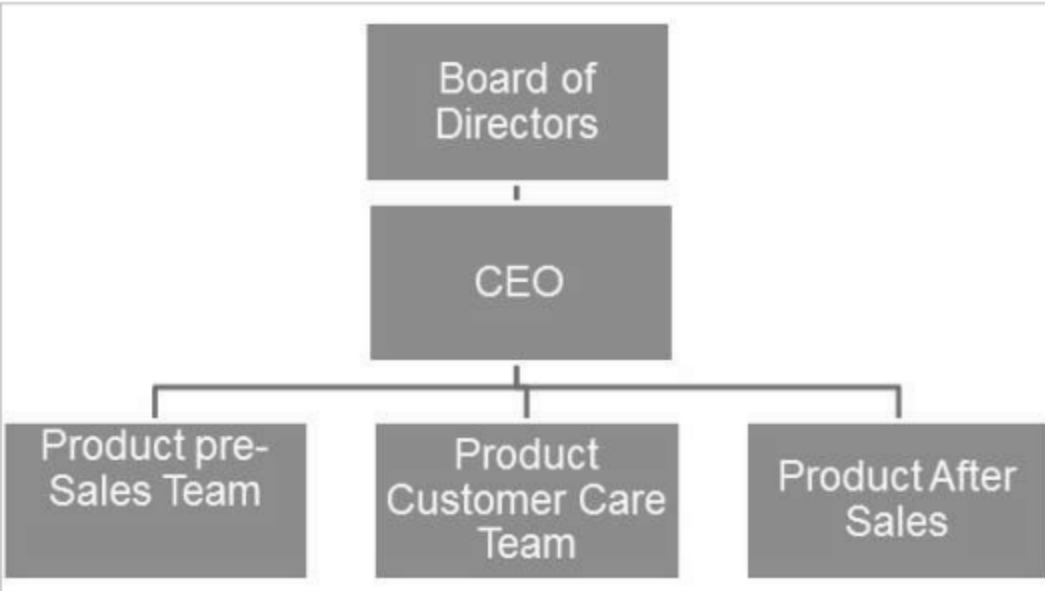 Board of
Directors
CEO
Product pre-
Sales Team
Product
Customer Care
Team
Product After
Sales